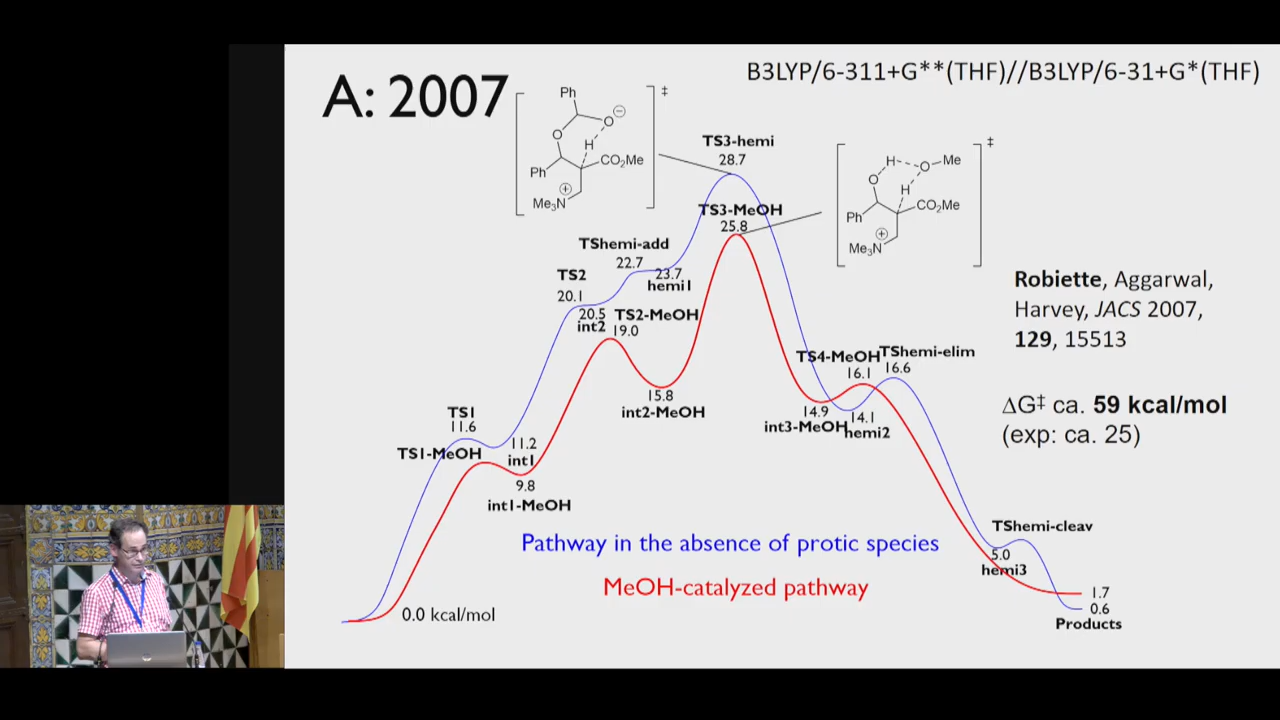 A: 2007
B3LYP/6-311+G**(THF)//B3LYP/6-31+G*(THF)
Ph
O
⊖
O
H
CO₂Me
Ph
⊕
Me₃N
‡
TS3-hemi
28.7
TS3-MeOH
25.8
H
O
Me
O
H
CO₂Me
Ph
⊕
Me₃N
‡
TShemi-add
22.7
23.7
hemi1
TS2
20.1
20.5
int2
TS2-MeOH
19.0
15.8
int2-MeOH
Robiette, Aggarwal,
Harvey, JACS 2007,
129, 15513
TS4-MeOH
16.1
TShemi-elim
16.6
14.9
int3-MeOH
14.1
hemi2
ΔG‡ ca. 59 kcal/mol
(exp: ca. 25)
TS1
11.6
TS1-MeOH
11.2
int1
9.8
int1-MeOH
Pathway in the absence of protic species
MeOH-catalyzed pathway
TShemi-cleav
5.0
hemi3
0.0 kcal/mol
1.7
0.6
Products